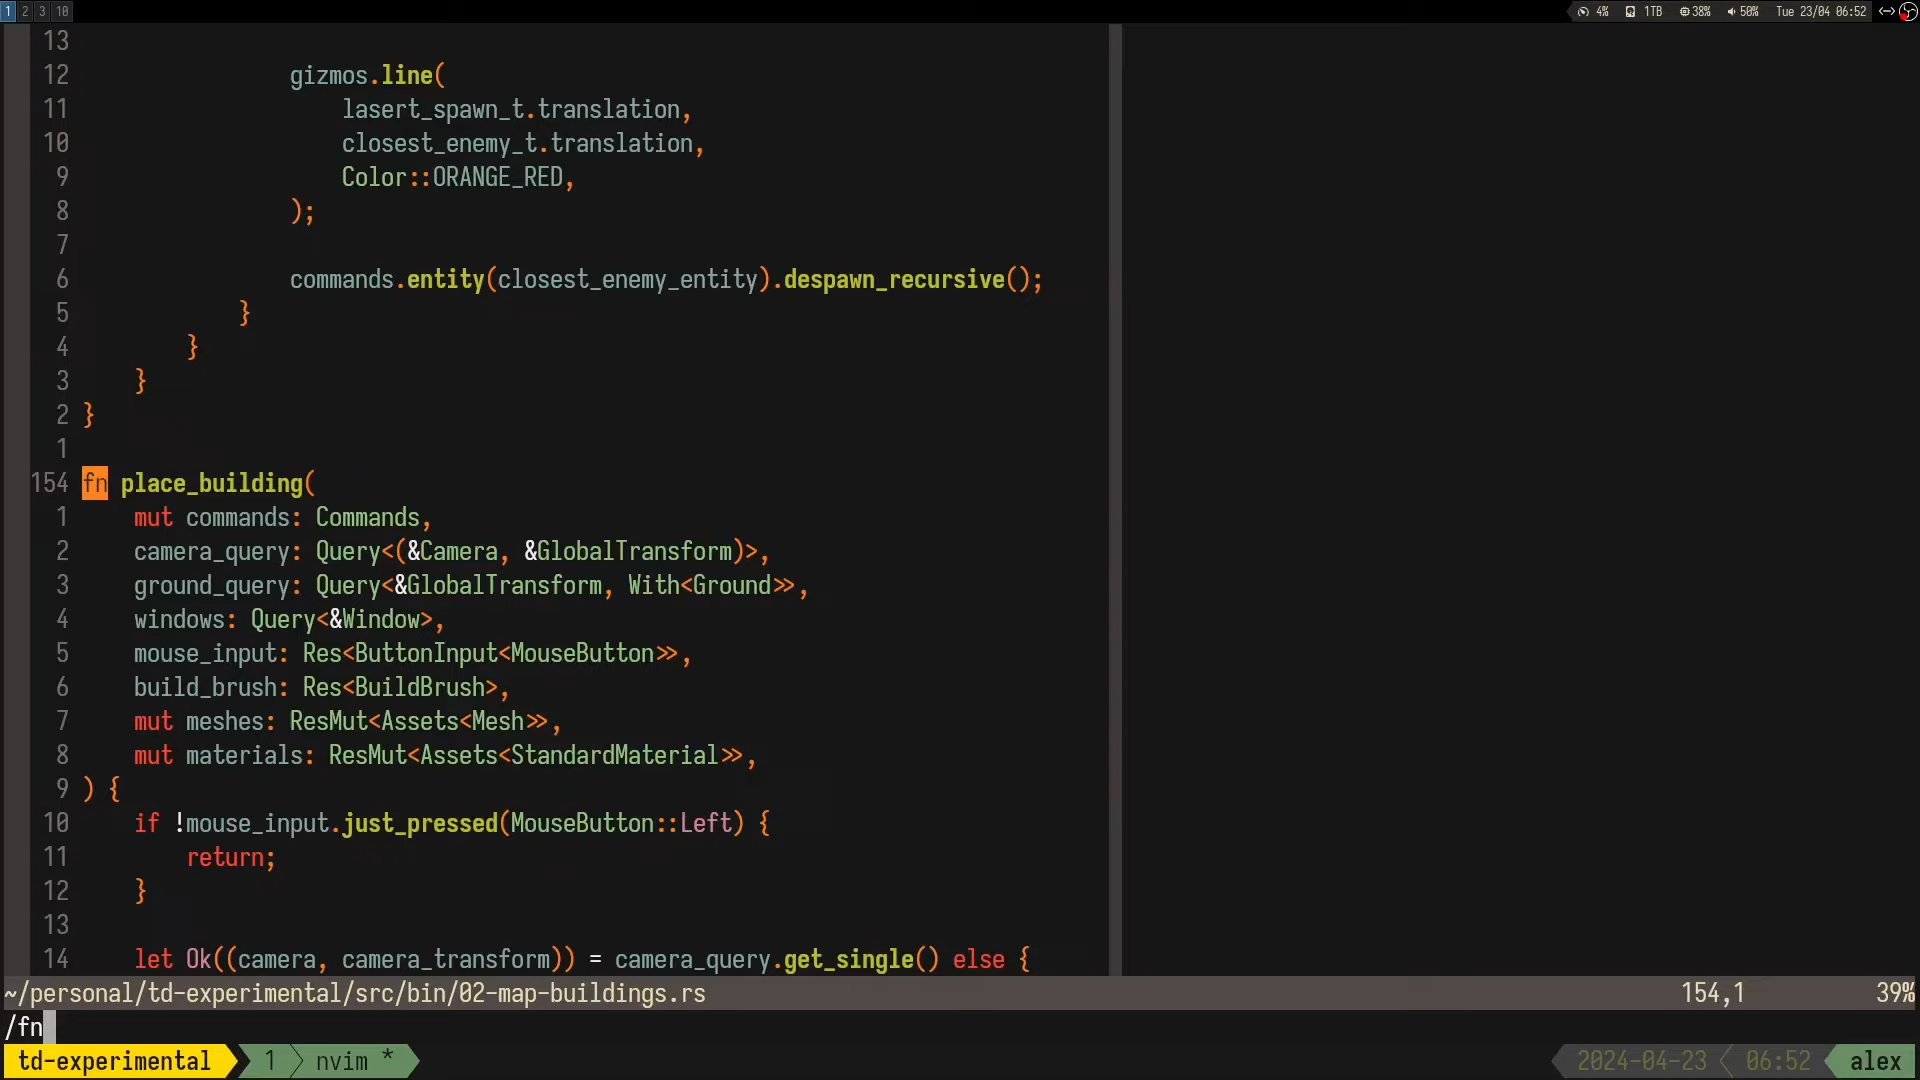 1 2 3 10 4% 1TB 38% 50% Tue 23/04 06:52
13
12 gizmos.line(
11 lasert_spawn_t.translation,
10 closest_enemy_t.translation,
9 Color::ORANGE_RED,
8 );
7
6 commands.entity(closest_enemy_entity).despawn_recursive();
5 }
4 }
3 }
2 }
1
154 fn place_building(
1 mut commands: Commands,
2 camera_query: Query<(&Camera, &GlobalTransform)>,
3 ground_query: Query<&GlobalTransform, With<Ground>>,
4 windows: Query<&Window>,
5 mouse_input: Res<ButtonInput<MouseButton>>,
6 build_brush: Res<BuildBrush>,
7 mut meshes: ResMut<Assets<Mesh>>,
8 mut materials: ResMut<Assets<StandardMaterial>>,
9 ) {
10 if !mouse_input.just_pressed(MouseButton::Left) {
11 return;
12 }
13
14 let Ok((camera, camera_transform)) = camera_query.get_single() else {
~/personal/td-experimental/src/bin/02-map-buildings.rs 154,1 39%
/fn
td-experimental 1 nvim * 2024-04-23 06:52 alex